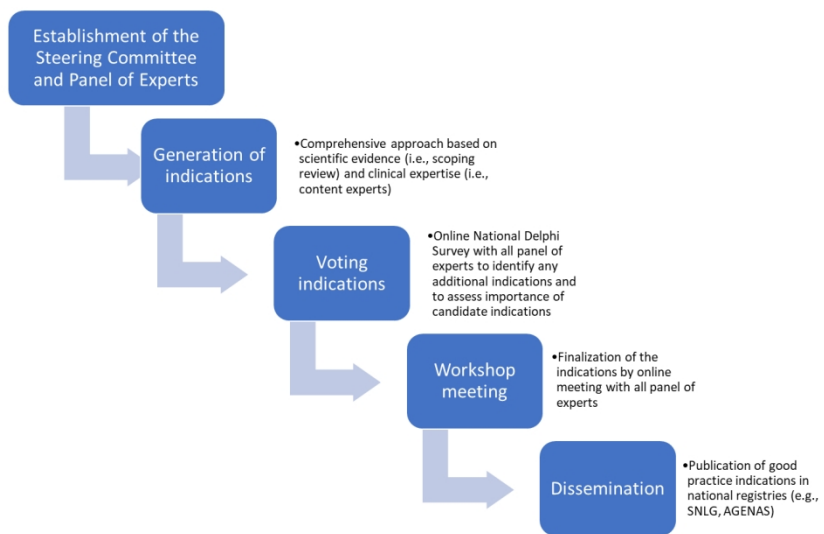 Establishment of the
Steering Committee
and Panel of Experts
Generation of
indications
•Comprehensive approach based on
scientific evidence (i.e., scoping
review) and clinical expertise (i.e.,
content experts)
Voting
indications
•Online National Delphi
Survey with all panel of
experts to identify any
additional indications and
to assess importance of
candidate indications
Workshop
meeting
•Finalization of the
indications by online
meeting with all panel of
experts
Dissemination
•Publication of good
practice indications in
national registries (e.g.,
SNLG, AGENAS)